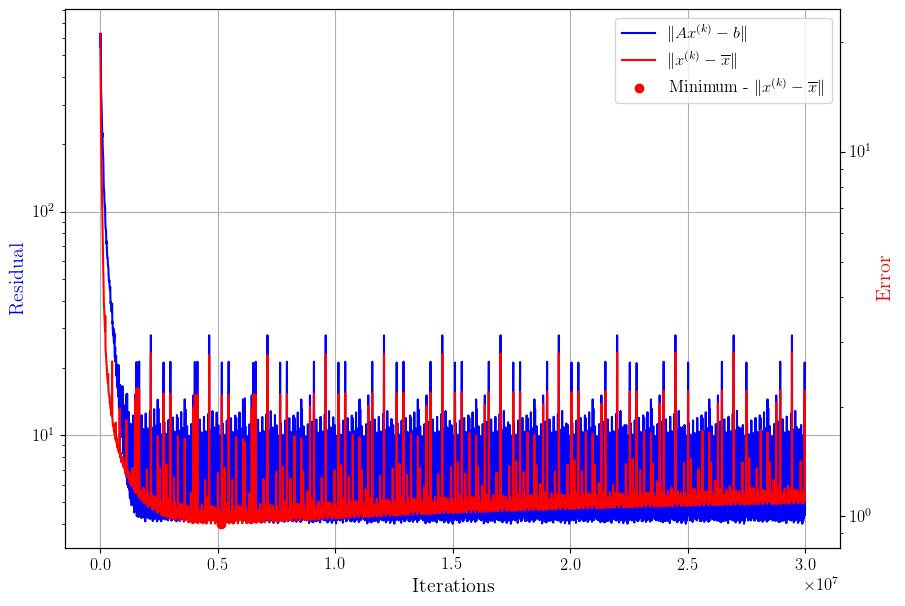 ‖Ax^(k) − b‖
‖x^(k) − x̅‖
Minimum - ‖x^(k) − x̅‖
10^2
10^1
Residual
10^1
10^0
Error
0.0 0.5 1.0 1.5 2.0 2.5 3.0
×10^7
Iterations